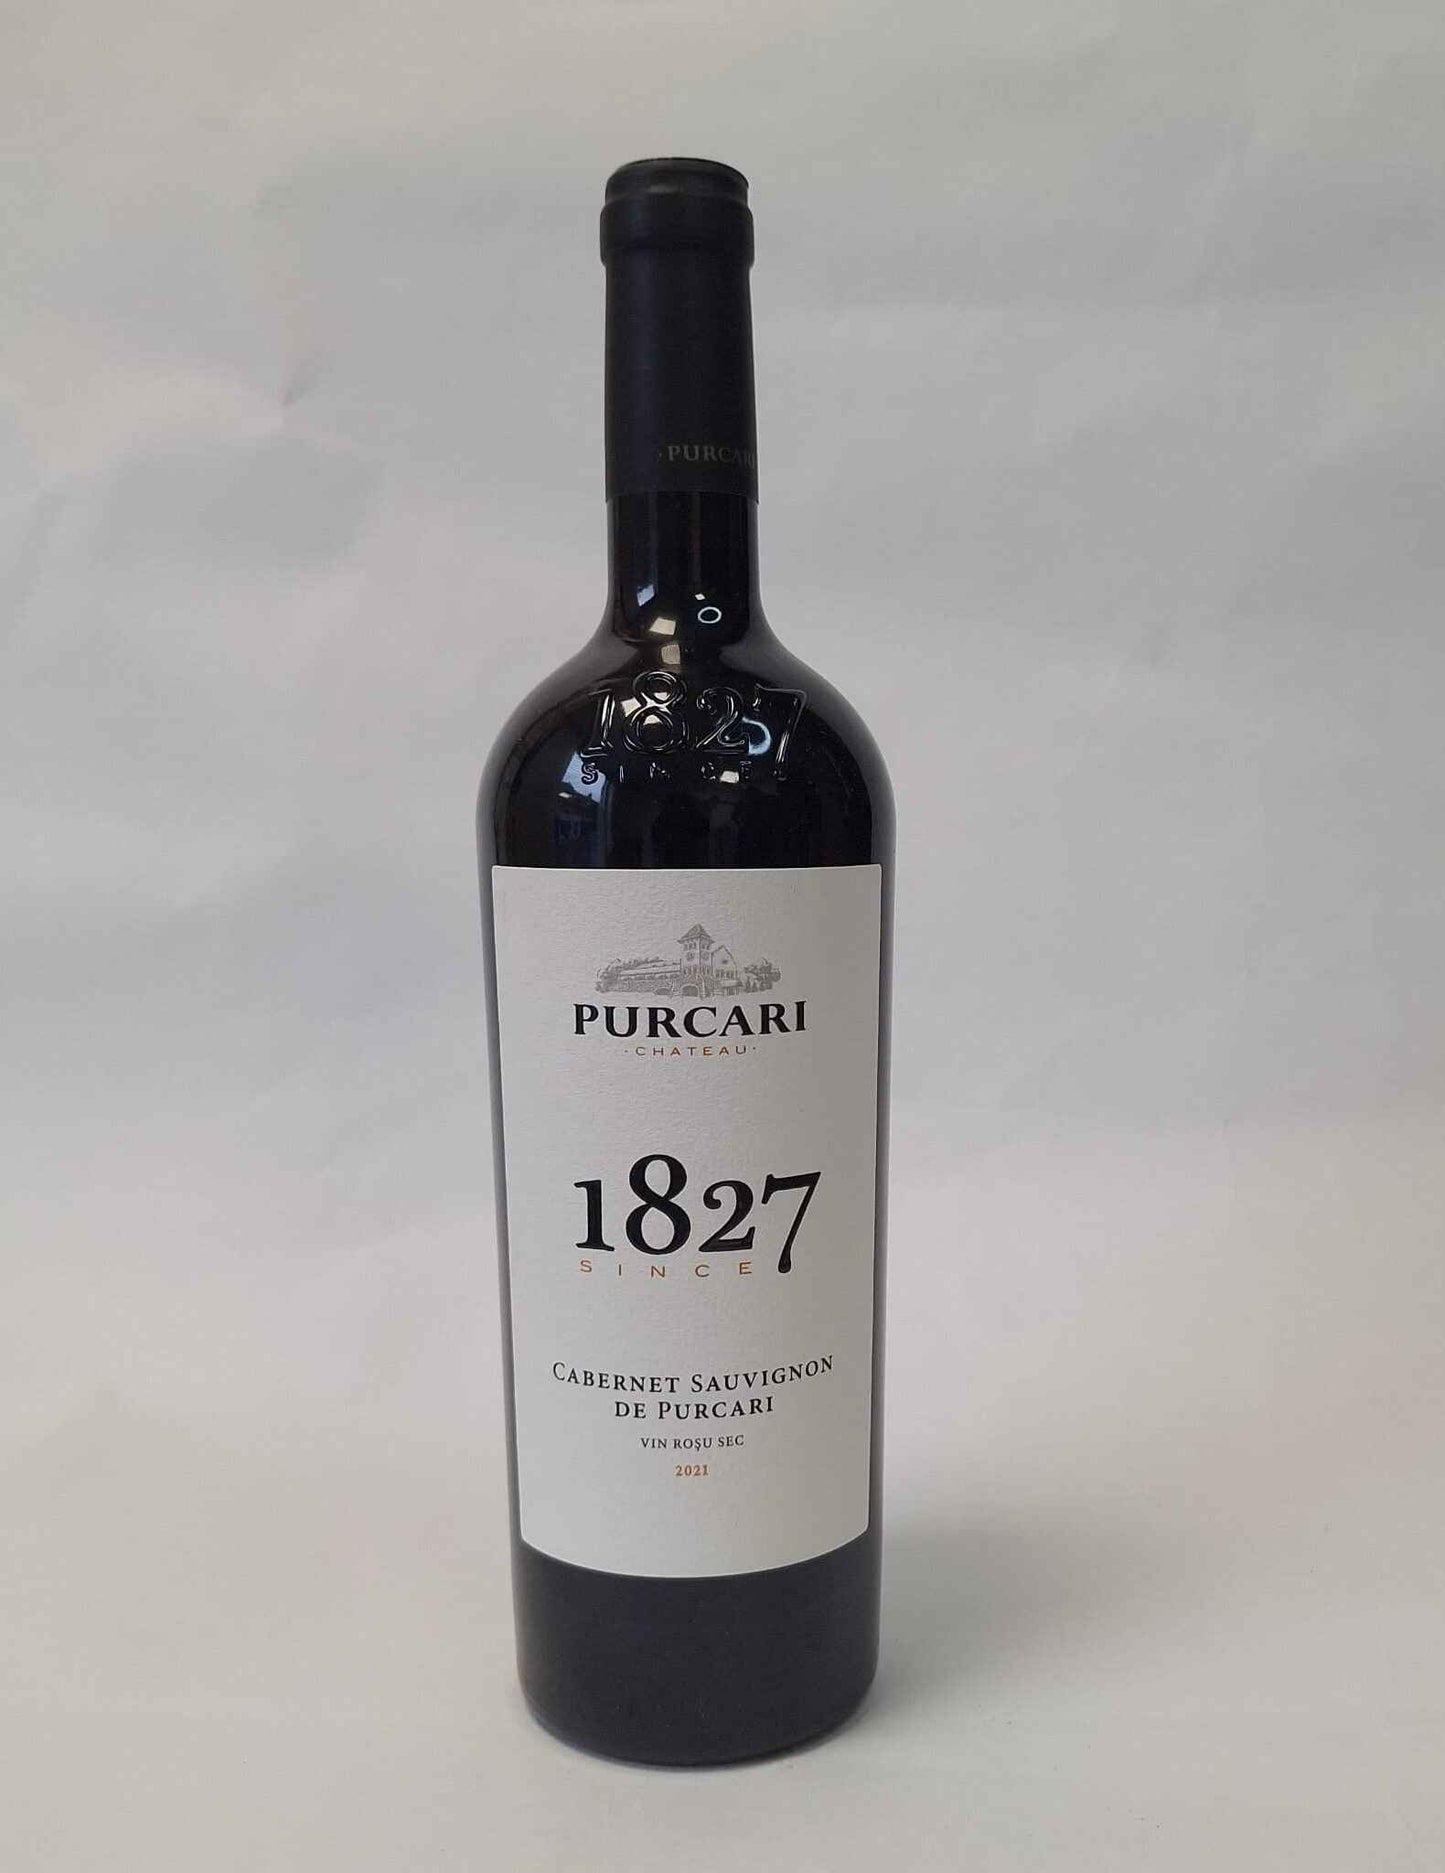 ·PURCARI
1827
SINCE
PURCARI
·CHATEAU·
1827
SINCE
CABERNET SAUVIGNON
DE PURCARI
VIN ROŞU SEC
2021